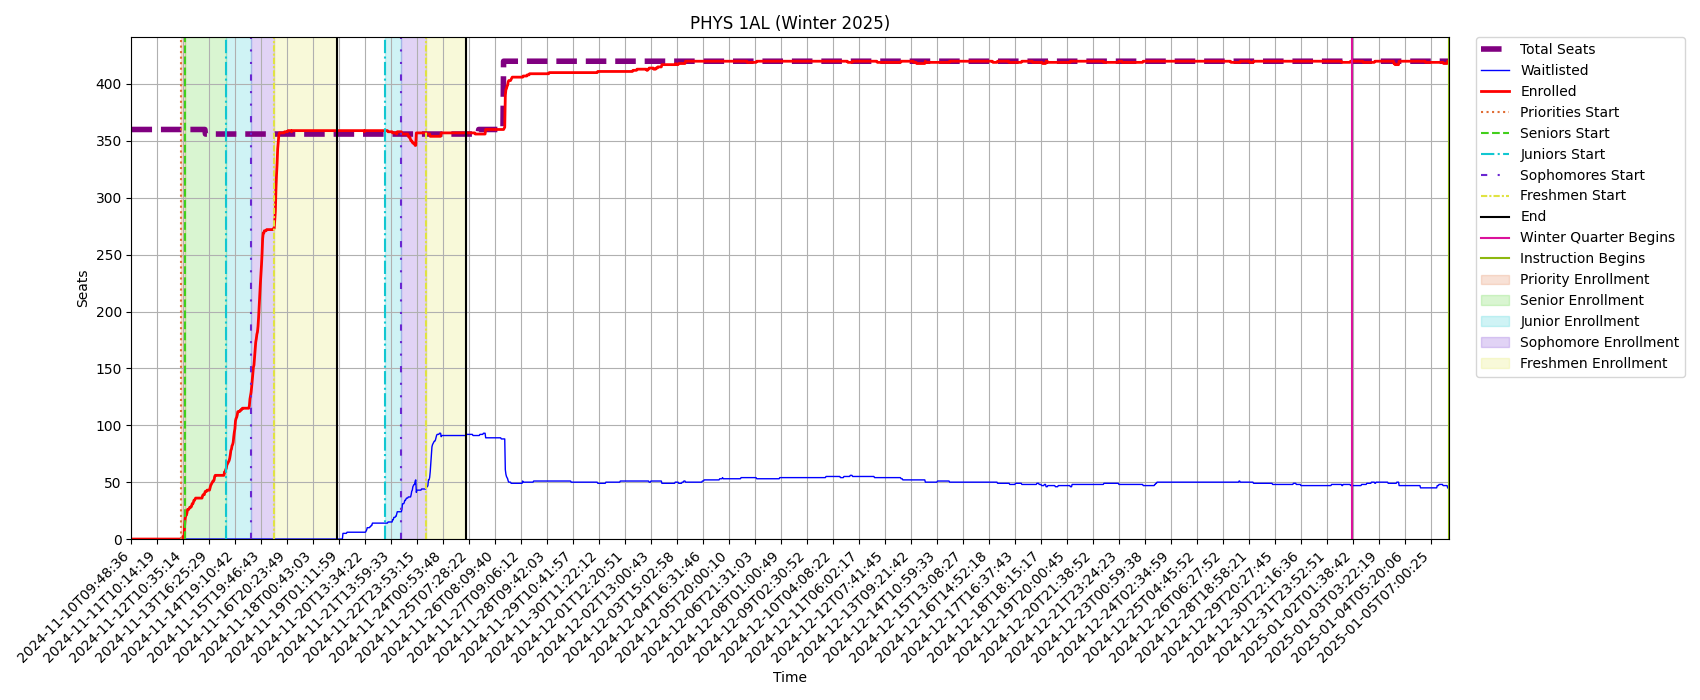 PHYS 1AL (Winter 2025)
Seats
400
350
300
250
200
150
100
50
0
2024-11-10T09:48:36
2024-11-11T10:14:19
2024-11-12T10:35:14
2024-11-13T16:25:29
2024-11-14T19:10:42
2024-11-15T19:46:43
2024-11-16T20:23:49
2024-11-18T00:43:03
2024-11-19T01:11:59
2024-11-20T13:34:22
2024-11-21T13:59:33
2024-11-22T23:53:15
2024-11-24T00:53:48
2024-11-25T07:28:22
2024-11-26T08:09:40
2024-11-27T09:06:12
2024-11-28T09:42:03
2024-11-29T10:41:57
2024-11-30T11:22:12
2024-12-01T12:20:51
2024-12-02T13:00:43
2024-12-03T15:02:58
2024-12-04T16:31:46
2024-12-05T20:00:10
2024-12-06T21:31:03
2024-12-08T01:00:49
2024-12-09T02:30:52
2024-12-10T04:08:22
2024-12-11T06:02:17
2024-12-12T07:41:45
2024-12-13T09:21:42
2024-12-14T10:59:33
2024-12-15T13:08:27
2024-12-16T14:52:18
2024-12-17T16:37:43
2024-12-18T18:15:17
2024-12-19T20:00:45
2024-12-20T21:38:52
2024-12-21T23:24:23
2024-12-23T00:59:38
2024-12-24T02:34:59
2024-12-25T04:45:52
2024-12-26T06:27:52
2024-12-28T18:58:21
2024-12-29T20:27:45
2024-12-30T22:16:36
2024-12-31T23:52:51
2025-01-02T01:38:42
2025-01-03T03:22:19
2025-01-04T05:20:06
2025-01-05T07:00:25
Time
Total Seats
Waitlisted
Enrolled
Priorities Start
Seniors Start
Juniors Start
Sophomores Start
Freshmen Start
End
Winter Quarter Begins
Instruction Begins
Priority Enrollment
Senior Enrollment
Junior Enrollment
Sophomore Enrollment
Freshmen Enrollment